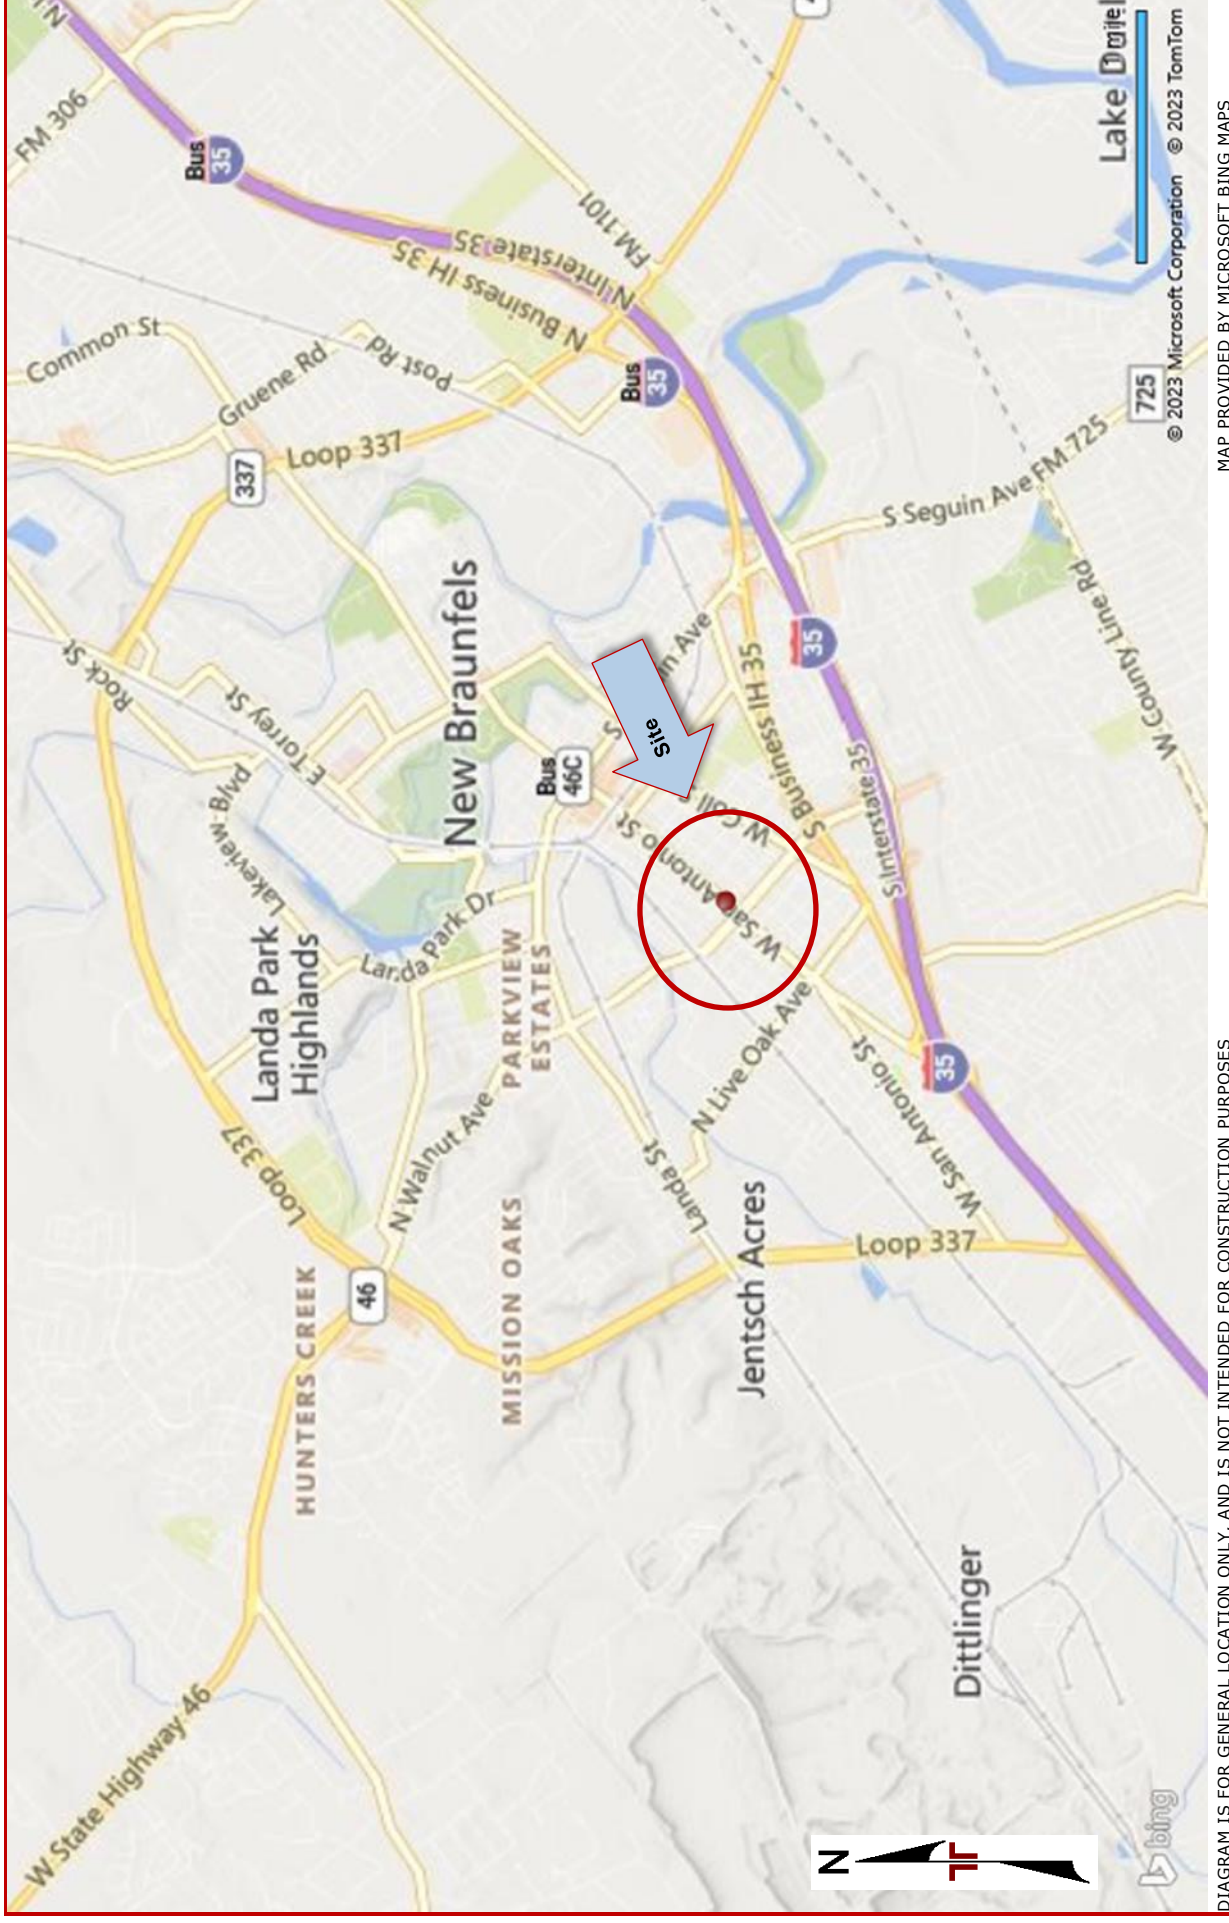 W State Highway 46
HUNTERS CREEK
46
Loop 337
Landa Park
Highlands
Lakeview Blvd
Rock St
E Torrey St
337
Loop 337
Gruene Rd
Common St
FM 306
Bus
35
Post Rd
N Business IH 35
N Interstate 35
FM 1101
Bus
35
MISSION OAKS
N Walnut Ave
PARKVIEW
ESTATES
Landa Park Dr
New Braunfels
Bus
46C
Site
Jentsch Acres
Landa St
N Live Oak Ave
W San Antonio St
S Business IH 35
35
S Interstate 35
S Seguin Ave
FM 725
725
W County Line Rd
Loop 337
W San Antonio St
35
Dittlinger
N
bing
© 2023 Microsoft Corporation © 2023 TomTom
DIAGRAM IS FOR GENERAL LOCATION ONLY, AND IS NOT INTENDED FOR CONSTRUCTION PURPOSES
MAP PROVIDED BY MICROSOFT BING MAPS